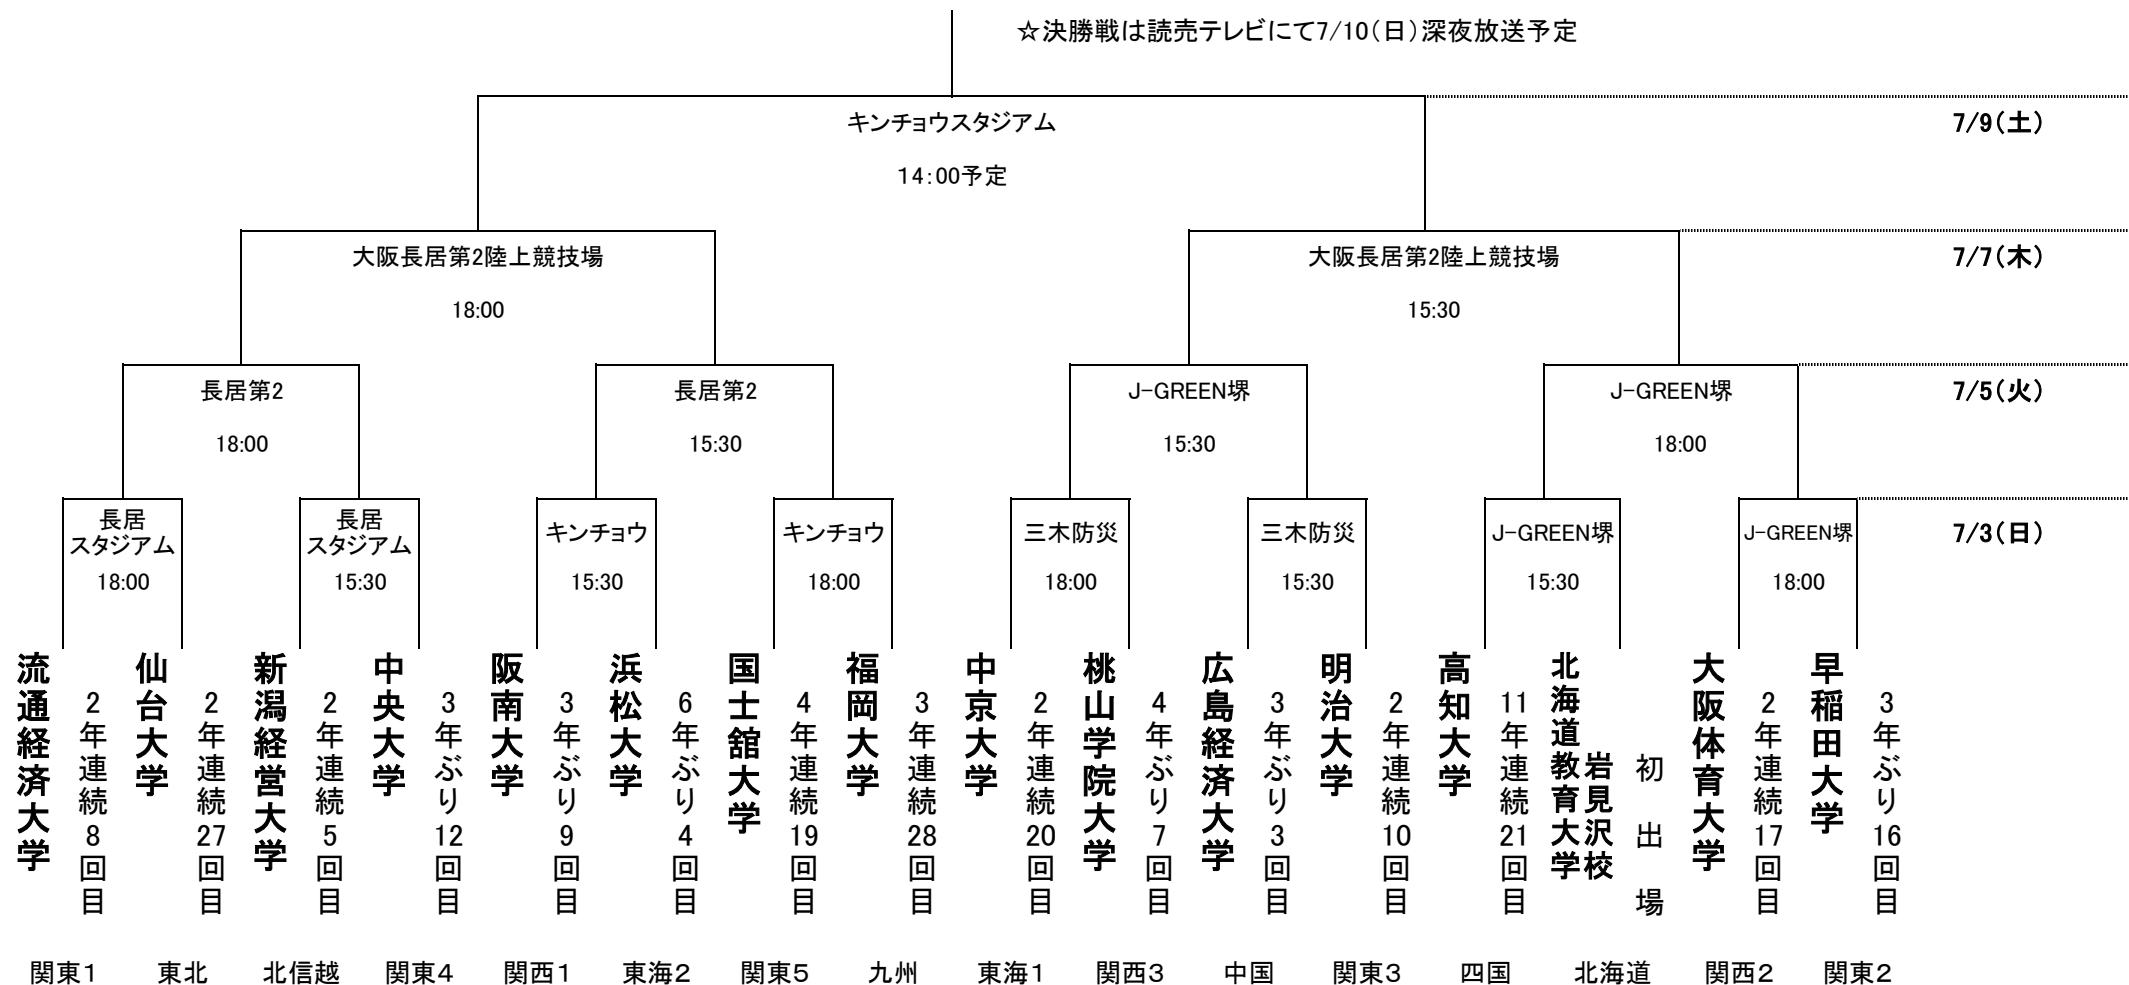 ☆決勝戦は読売テレビにて7/10(日)深夜放送予定
キンチョウスタジアム
7/9(土)
14:00予定
大阪長居第2陸上競技場
大阪長居第2陸上競技場
7/7(木)
18:00
15:30
長居第2
長居第2
J-GREEN堺
J-GREEN堺
7/5(火)
18:00
15:30
15:30
18:00
長居
スタジアム
長居
スタジアム
キンチョウ
キンチョウ
三木防災
三木防災
J-GREEN堺
J-GREEN堺
7/3(日)
18:00
15:30
15:30
18:00
18:00
15:30
15:30
18:00
流通経済大学
2年連続8回目
仙台大学
2年連続27回目
新潟経営大学
2年連続5回目
中央大学
3年ぶり12回目
阪南大学
3年ぶり9回目
浜松大学
6年ぶり4回目
国士舘大学
4年連続19回目
福岡大学
3年連続28回目
中京大学
2年連続20回目
桃山学院大学
4年ぶり7回目
広島経済大学
3年ぶり3回目
明治大学
2年連続10回目
高知大学
11年連続21回目
北海道教育大学
岩見沢校
初出場
大阪体育大学
2年連続17回目
早稲田大学
3年ぶり16回目
関東1
東北
北信越
関東4
関西1
東海2
関東5
九州
東海1
関西3
中国
関東3
四国
北海道
関西2
関東2